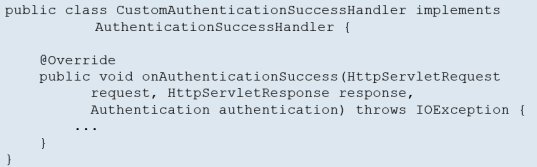 public class CustomAuthenticationSuccessHandler implements
AuthenticationSuccessHandler {
@Override
public void onAuthenticationSuccess(HttpServletRequest
request, HttpServletResponse response,
Authentication authentication) throws IOException {
...
}
}